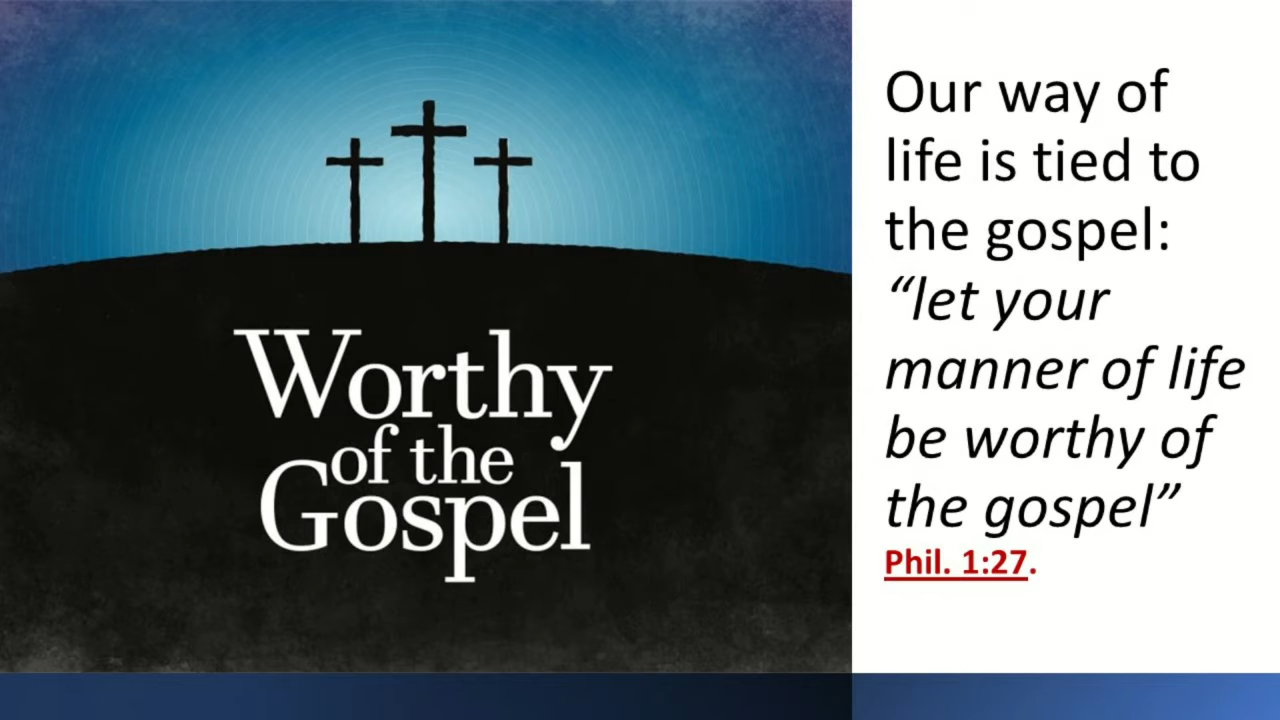 Worthy
of the
Gospel
Our way of
life is tied to
the gospel:
“let your
manner of life
be worthy of
the gospel”
Phil. 1:27.